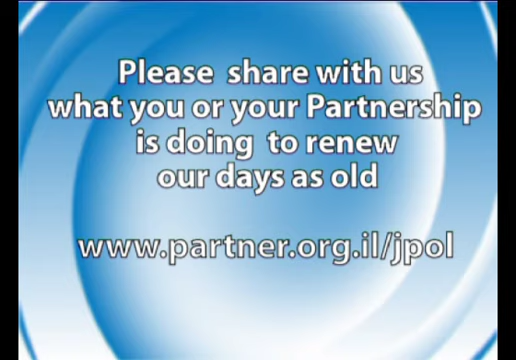 Please share with us
what you or your Partnership
is doing to renew
our days as old
www.partner.org.il/jpol